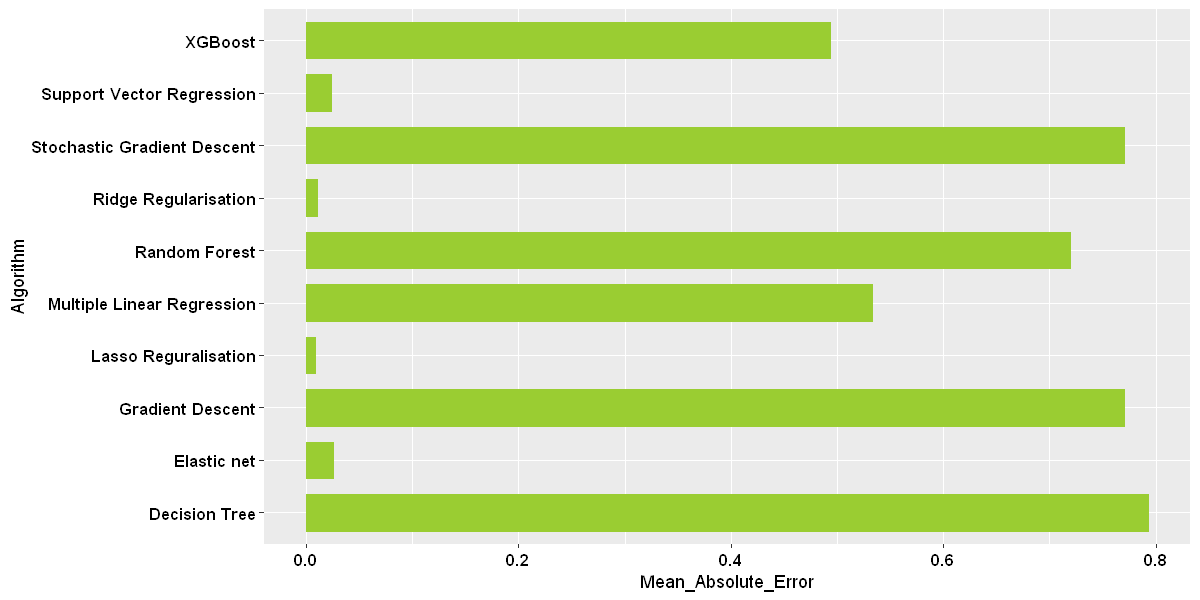 XGBoost
Support Vector Regression
Stochastic Gradient Descent
Ridge Regularisation
Random Forest
Multiple Linear Regression
Lasso Reguralisation
Gradient Descent
Elastic net
Decision Tree
Algorithm
0.0 0.2 0.4 0.6 0.8
Mean_Absolute_Error